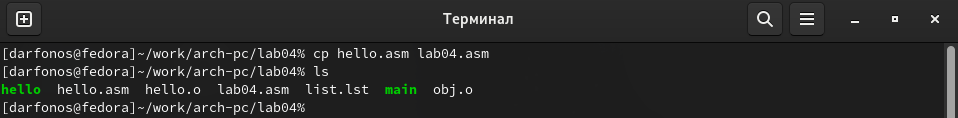 Терминал
[darfonos@fedora]~/work/arch-pc/lab04% cp hello.asm lab04.asm
[darfonos@fedora]~/work/arch-pc/lab04% ls
hello  hello.asm  hello.o  lab04.asm  list.lst  main  obj.o
[darfonos@fedora]~/work/arch-pc/lab04%